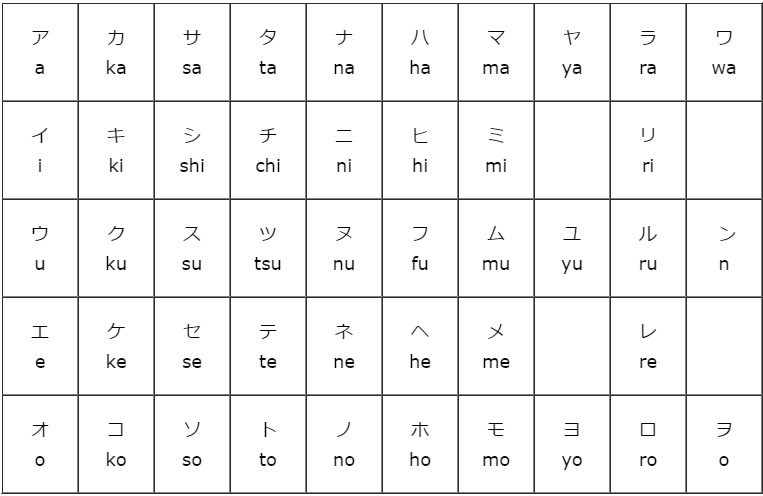 ア カ サ タ ナ ハ マ ヤ ラ ワ
a ka sa ta na ha ma ya ra wa
イ キ シ チ ニ ヒ ミ リ
i ki shi chi ni hi mi ri
ウ ク ス ツ ヌ フ ム ユ ル ン
u ku su tsu nu fu mu yu ru n
エ ケ セ テ ネ ヘ メ レ
e ke se te ne he me re
オ コ ソ ト ノ ホ モ ヨ ロ ヲ
o ko so to no ho mo yo ro o